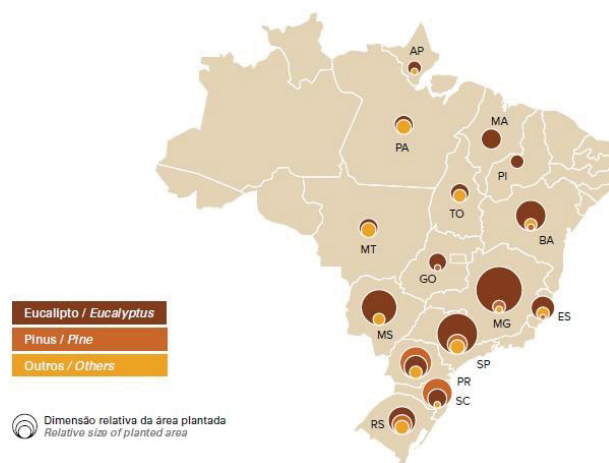 AP
MA
PA
PI
TO
BA
MT
GO
MS
MG
ES
SP
PR
SC
RS
Eucalipto / Eucalyptus
Pinus / Pine
Outros / Others
Dimensão relativa da área plantada
Relative size of planted area